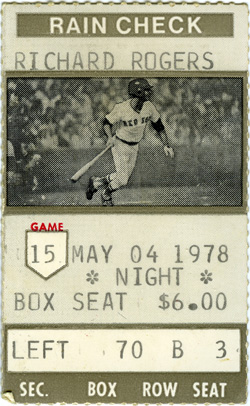 RAIN CHECK
RICHARD ROGERS
RED SOX
GAME
15 MAY 04 1978
* NIGHT *
BOX SEAT $6.00
LEFT 70 B 3
SEC. BOX ROW SEAT